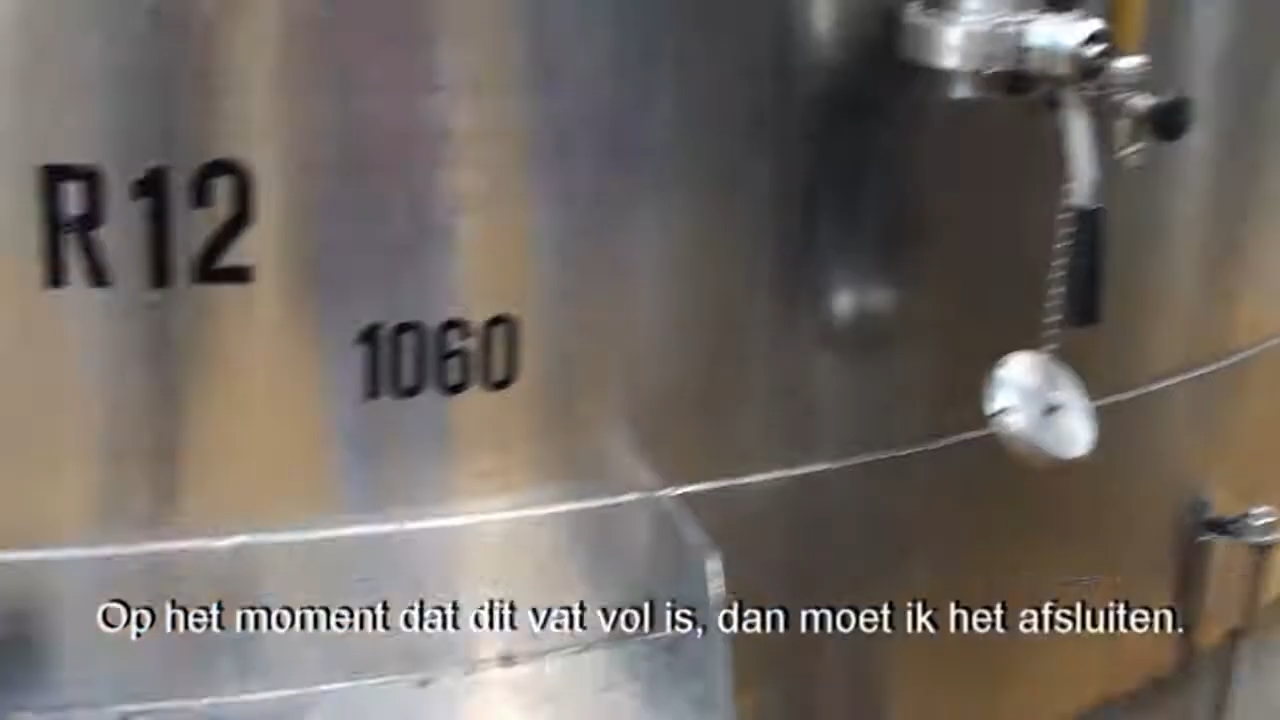 R12
1060
Op het moment dat dit vat vol is, dan moet ik het afsluiten.